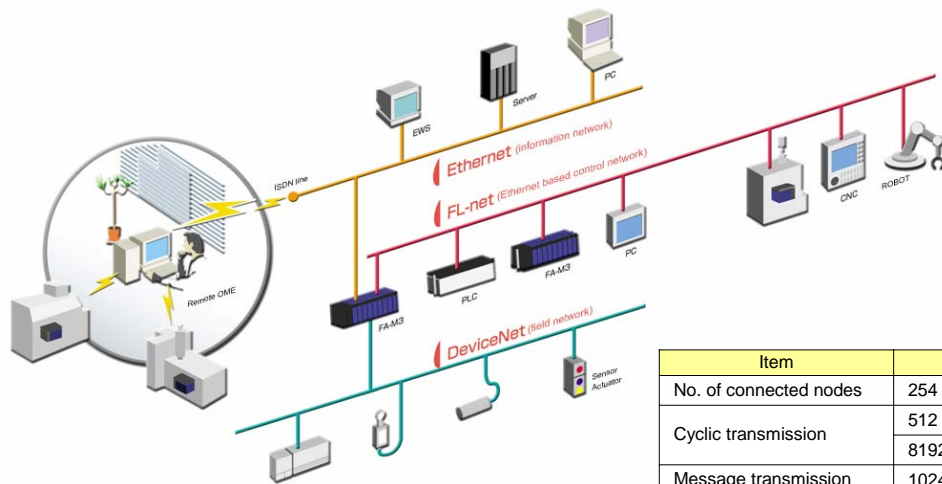 PC
Server
EWS
Ethernet (information network)
ISDN line
FL-net (Ethernet based control network)
ROBOT
CNC
PC
FA-M3
PLC
FA-M3
Remote OME
DeviceNet (field network)
Sensor
Actuator
Item
No. of connected nodes 254
Cyclic transmission 512
8192
Message transmission 1024